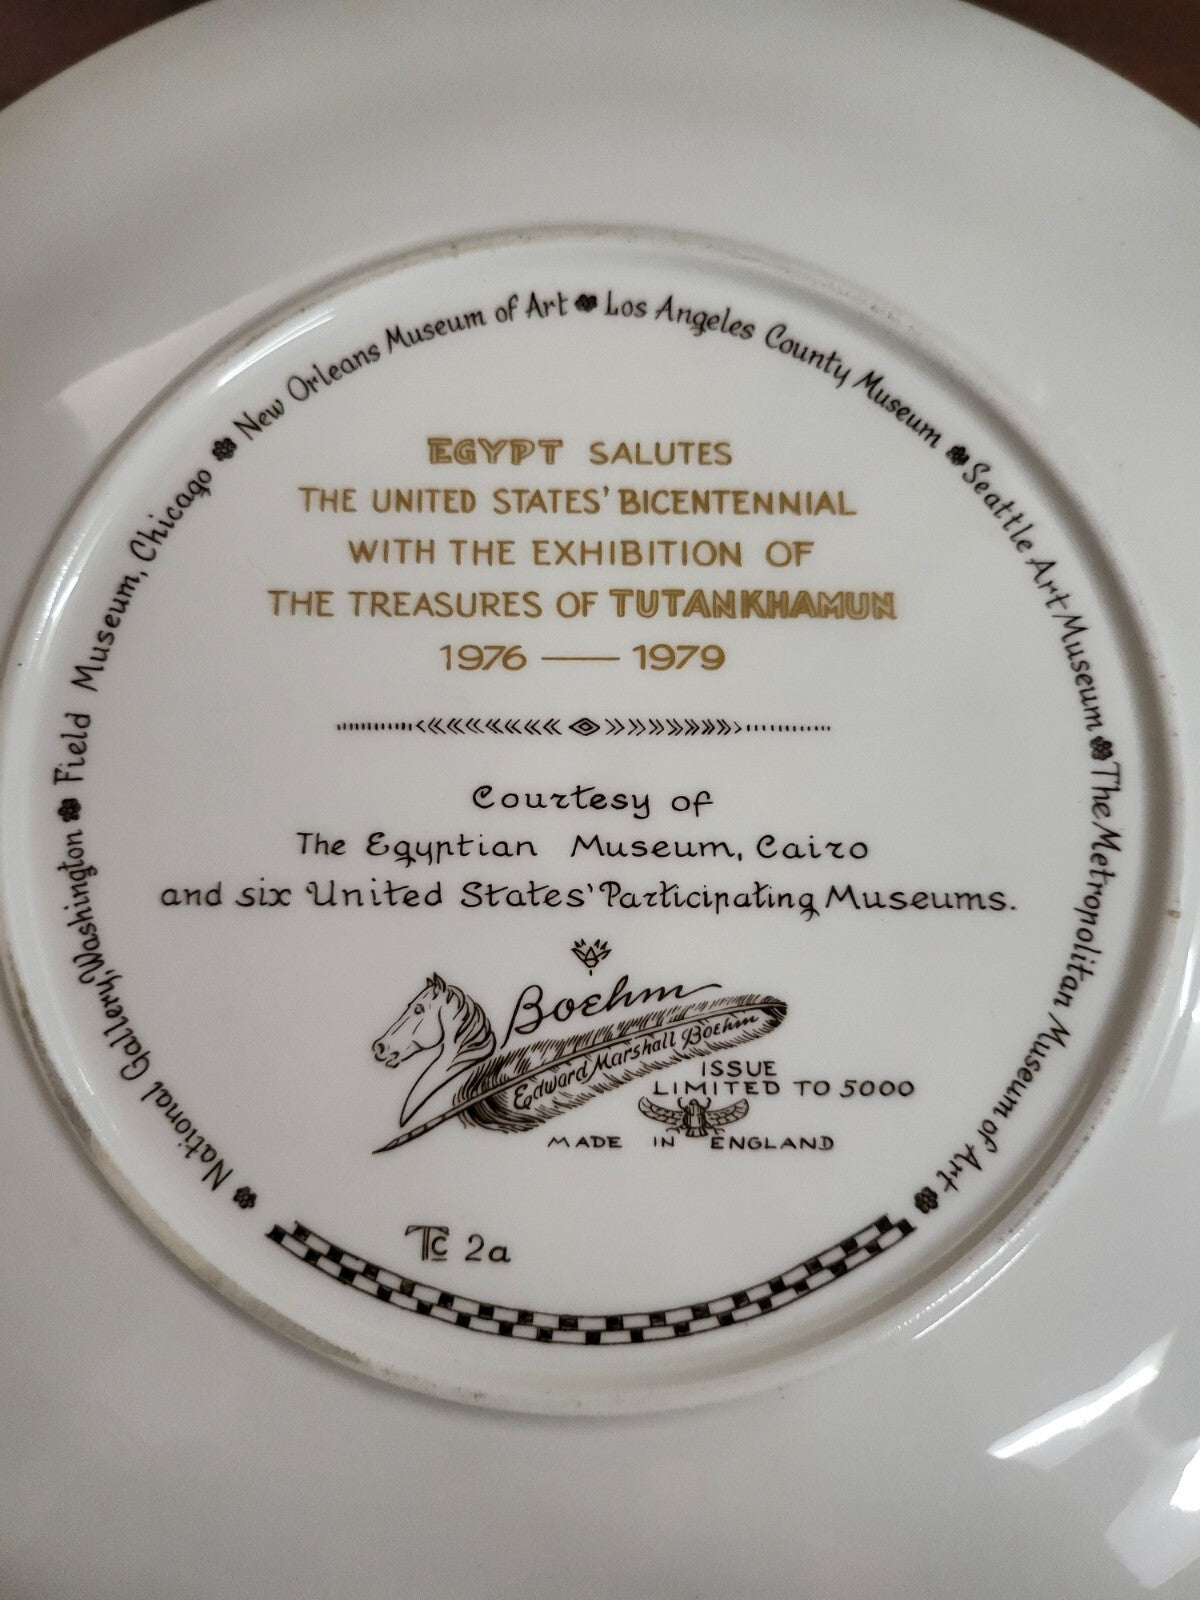 National Gallery, Washington
Field Museum, Chicago
New Orleans Museum of Art
Los Angeles County Museum
Seattle Art Museum
The Metropolitan Museum of Art
EGYPT SALUTES
THE UNITED STATES' BICENTENNIAL
WITH THE EXHIBITION OF
THE TREASURES OF TUTANKHAMUN
1976 — 1979
Courtesy of
The Egyptian Museum, Cairo
and six United States' Participating Museums.
Boehm
Edward Marshall Boehm
ISSUE
LIMITED TO 5000
MADE IN ENGLAND
Tc 2a